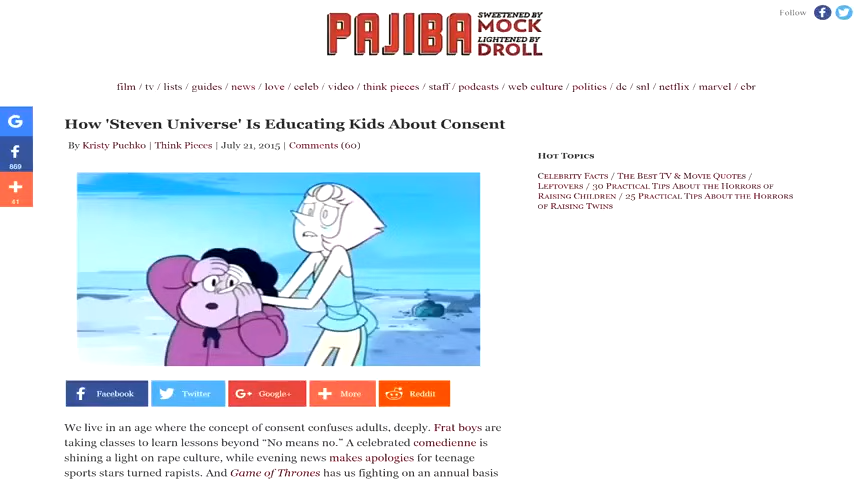 Follow
PAJIBA
SWEETENED BY
MOCK
LIGHTENED BY
DROLL
film / tv / lists / guides / news / love / celeb / video / think pieces / staff / podcasts / web culture / politics / dc / snl / netflix / marvel / cbr
How 'Steven Universe' Is Educating Kids About Consent
By Kristy Puchko | Think Pieces | July 21, 2015 | Comments (60)
869
41
Facebook
Twitter
G+ Google+
More
Reddit
We live in an age where the concept of consent confuses adults, deeply. Frat boys are
taking classes to learn lessons beyond “No means no.” A celebrated comedienne is
shining a light on rape culture, while evening news makes apologies for teenage
sports stars turned rapists. And Game of Thrones has us fighting on an annual basis
Hot Topics
Celebrity Facts / The Best TV & Movie Quotes /
Leftovers / 30 Practical Tips About the Horrors of
Raising Children / 25 Practical Tips About the Horrors
of Raising Twins